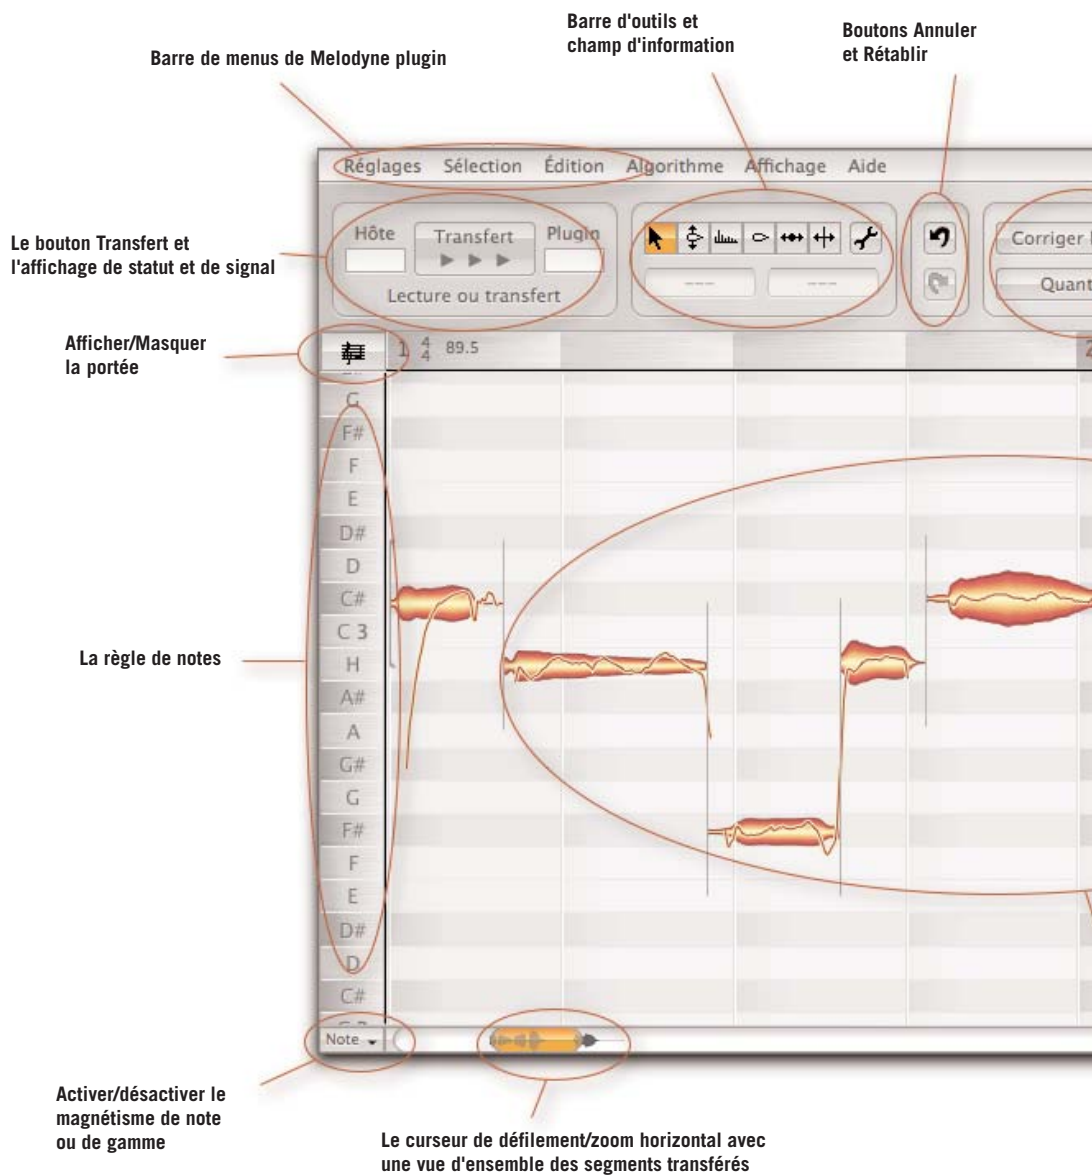 Barre d'outils et
champ d'information
Boutons Annuler
et Rétablir
Barre de menus de Melodyne plugin
Réglages Sélection Édition Algorithme Affichage Aide
Le bouton Transfert et
l'affichage de statut et de signal
Hôte Transfert Plugin
Lecture ou transfert
--- ---
Corriger
Quant
Afficher/Masquer
la portée
1 4/4 89.5 2
G
F#
F
E
D#
D
C#
C 3
La règle de notes
H
A#
A
G#
G
F#
F
E
D#
D
C#
Note
Activer/désactiver le
magnétisme de note
ou de gamme
Le curseur de défilement/zoom horizontal avec
une vue d'ensemble des segments transférés